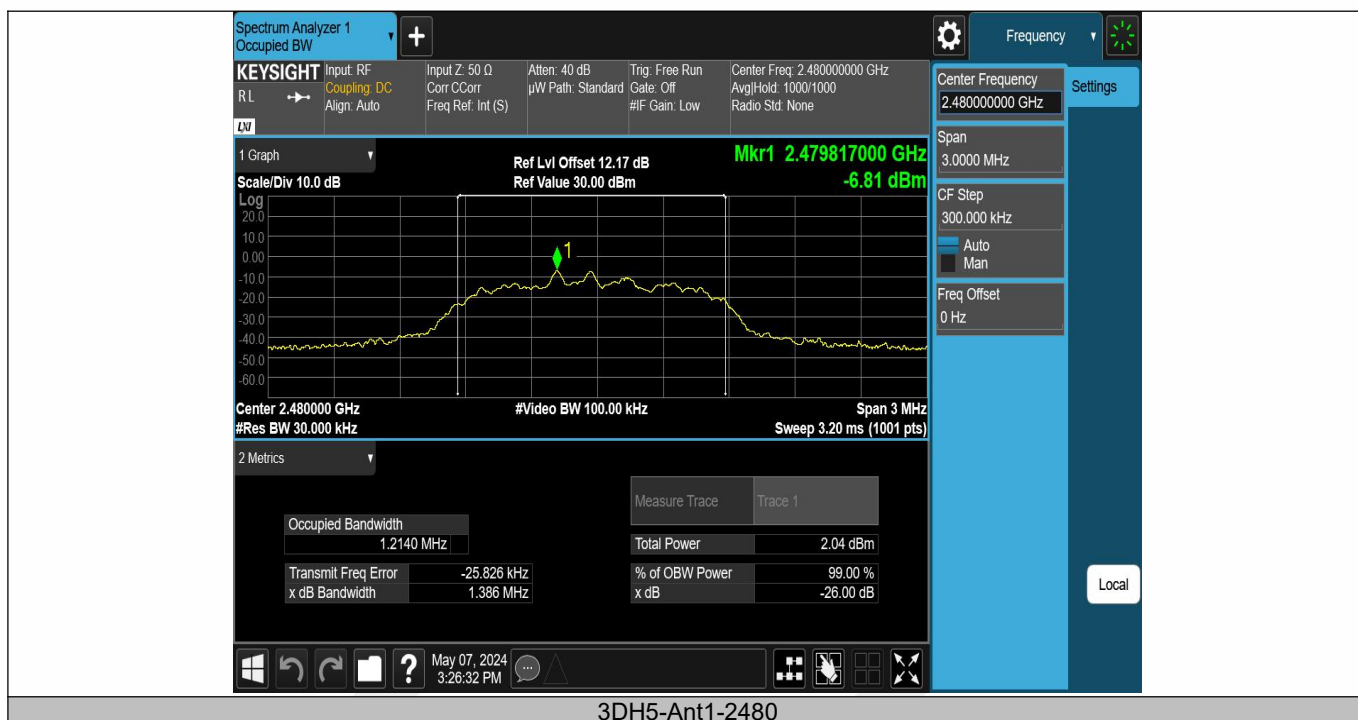 Spectrum Analyzer 1
Occupied BW
+
Frequency
KEYSIGHT
RL
LXI
Input: RF
Coupling: DC
Align: Auto
Input Z: 50 Ω
Corr CCorr
Freq Ref: Int (S)
Atten: 40 dB
µW Path: Standard
Trig: Free Run
Gate: Off
#IF Gain: Low
Center Freq: 2.480000000 GHz
Avg|Hold: 1000/1000
Radio Std: None
Center Frequency
2.480000000 GHz
Settings
Span
3.0000 MHz
CF Step
300.000 kHz
Auto
Man
Freq Offset
0 Hz
Local
1 Graph
Ref Lvl Offset 12.17 dB
Mkr1 2.479817000 GHz
Scale/Div 10.0 dB
Ref Value 30.00 dBm
-6.81 dBm
Log
20.0
10.0
0.00
-10.0
-20.0
-30.0
-40.0
-50.0
-60.0
1
Center 2.480000 GHz
#Video BW 100.00 kHz
Span 3 MHz
#Res BW 30.000 kHz
Sweep 3.20 ms (1001 pts)
2 Metrics
Measure Trace Trace 1
Occupied Bandwidth
1.2140 MHz
Total Power 2.04 dBm
Transmit Freq Error -25.826 kHz
% of OBW Power 99.00 %
x dB Bandwidth 1.386 MHz
x dB -26.00 dB
?
May 07, 2024
3:26:32 PM
3DH5-Ant1-2480